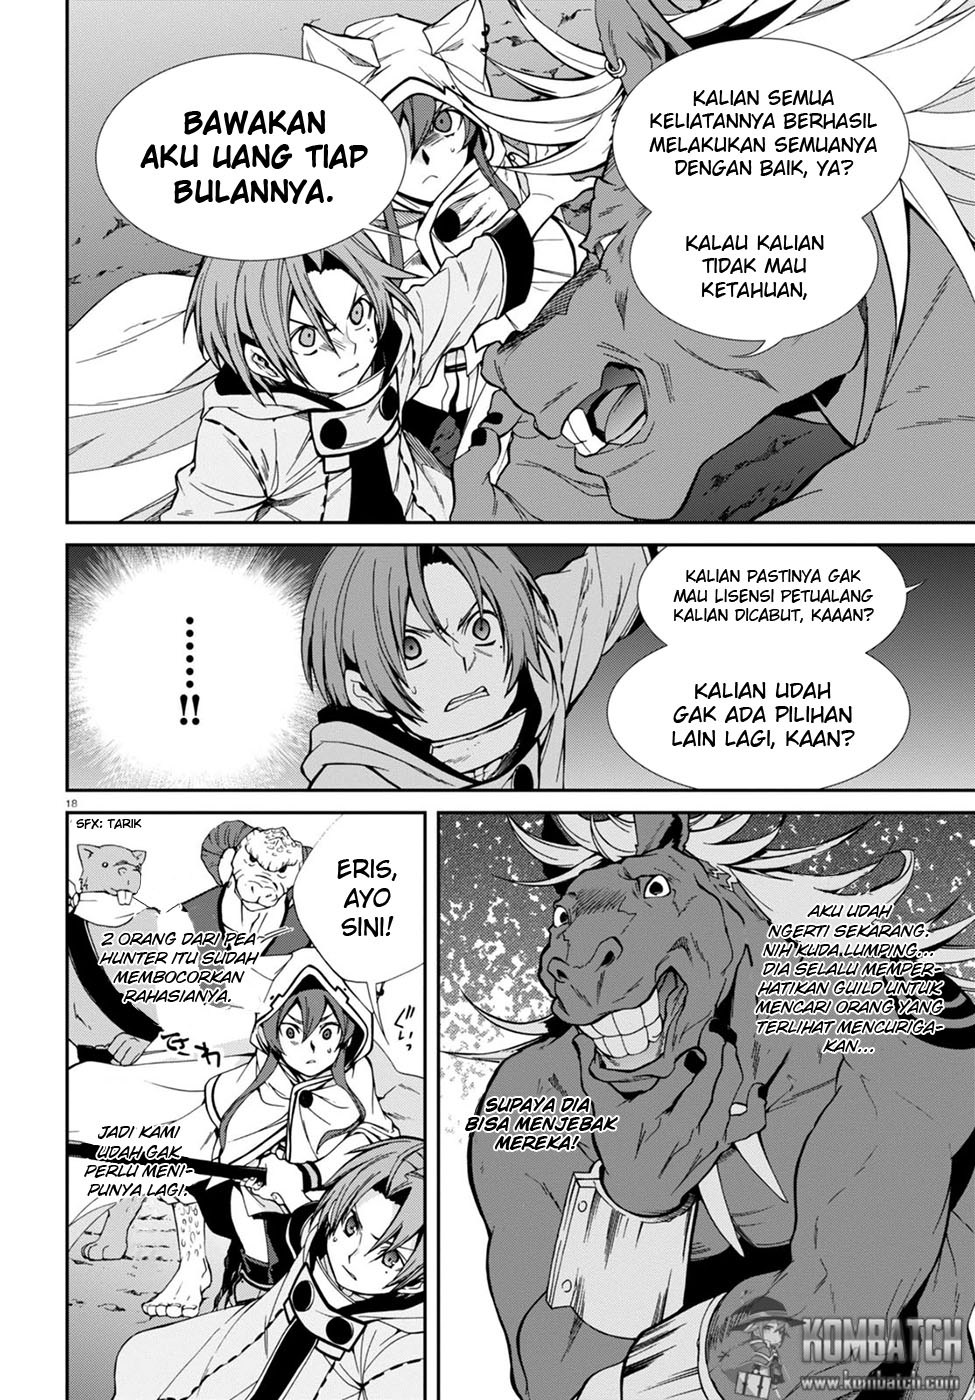 KALIAN SEMUA
KELIATANNYA BERHASIL
MELAKUKAN SEMUANYA
DENGAN BAIK, YA?
KALAU KALIAN
TIDAK MAU
KETAHUAN,
BAWAKAN
AKU UANG TIAP
BULANNYA.
KALIAN PASTINYA GAK
MAU LISENSI PETUALANG
KALIAN DICABUT, KAAAN?
KALIAN UDAH
GAK ADA PILIHAN
LAIN LAGI, KAAN?
......!!
18
AKU UDAH
NGERTI SEKARANG.
NIH KUDA LUMPING...
DIA SELALU MEMPER-
HATIKAN GUILD UNTUK
MENCARI ORANG YANG
TERLIHAT MENCURIGA-
KAN...
SUPAYA DIA
BISA MENJEBAK
MEREKA!
SFX: TARIK
ERIS,
AYO
SINI!
2 ORANG DARI PEA
HUNTER ITU SUDAH
MEMBOCORKAN
RAHASIANYA.
JADI KAMI
UDAH GAK
PERLU MENI-
PUNYA LAGI.
KOMBATCH
www.kombatch.com